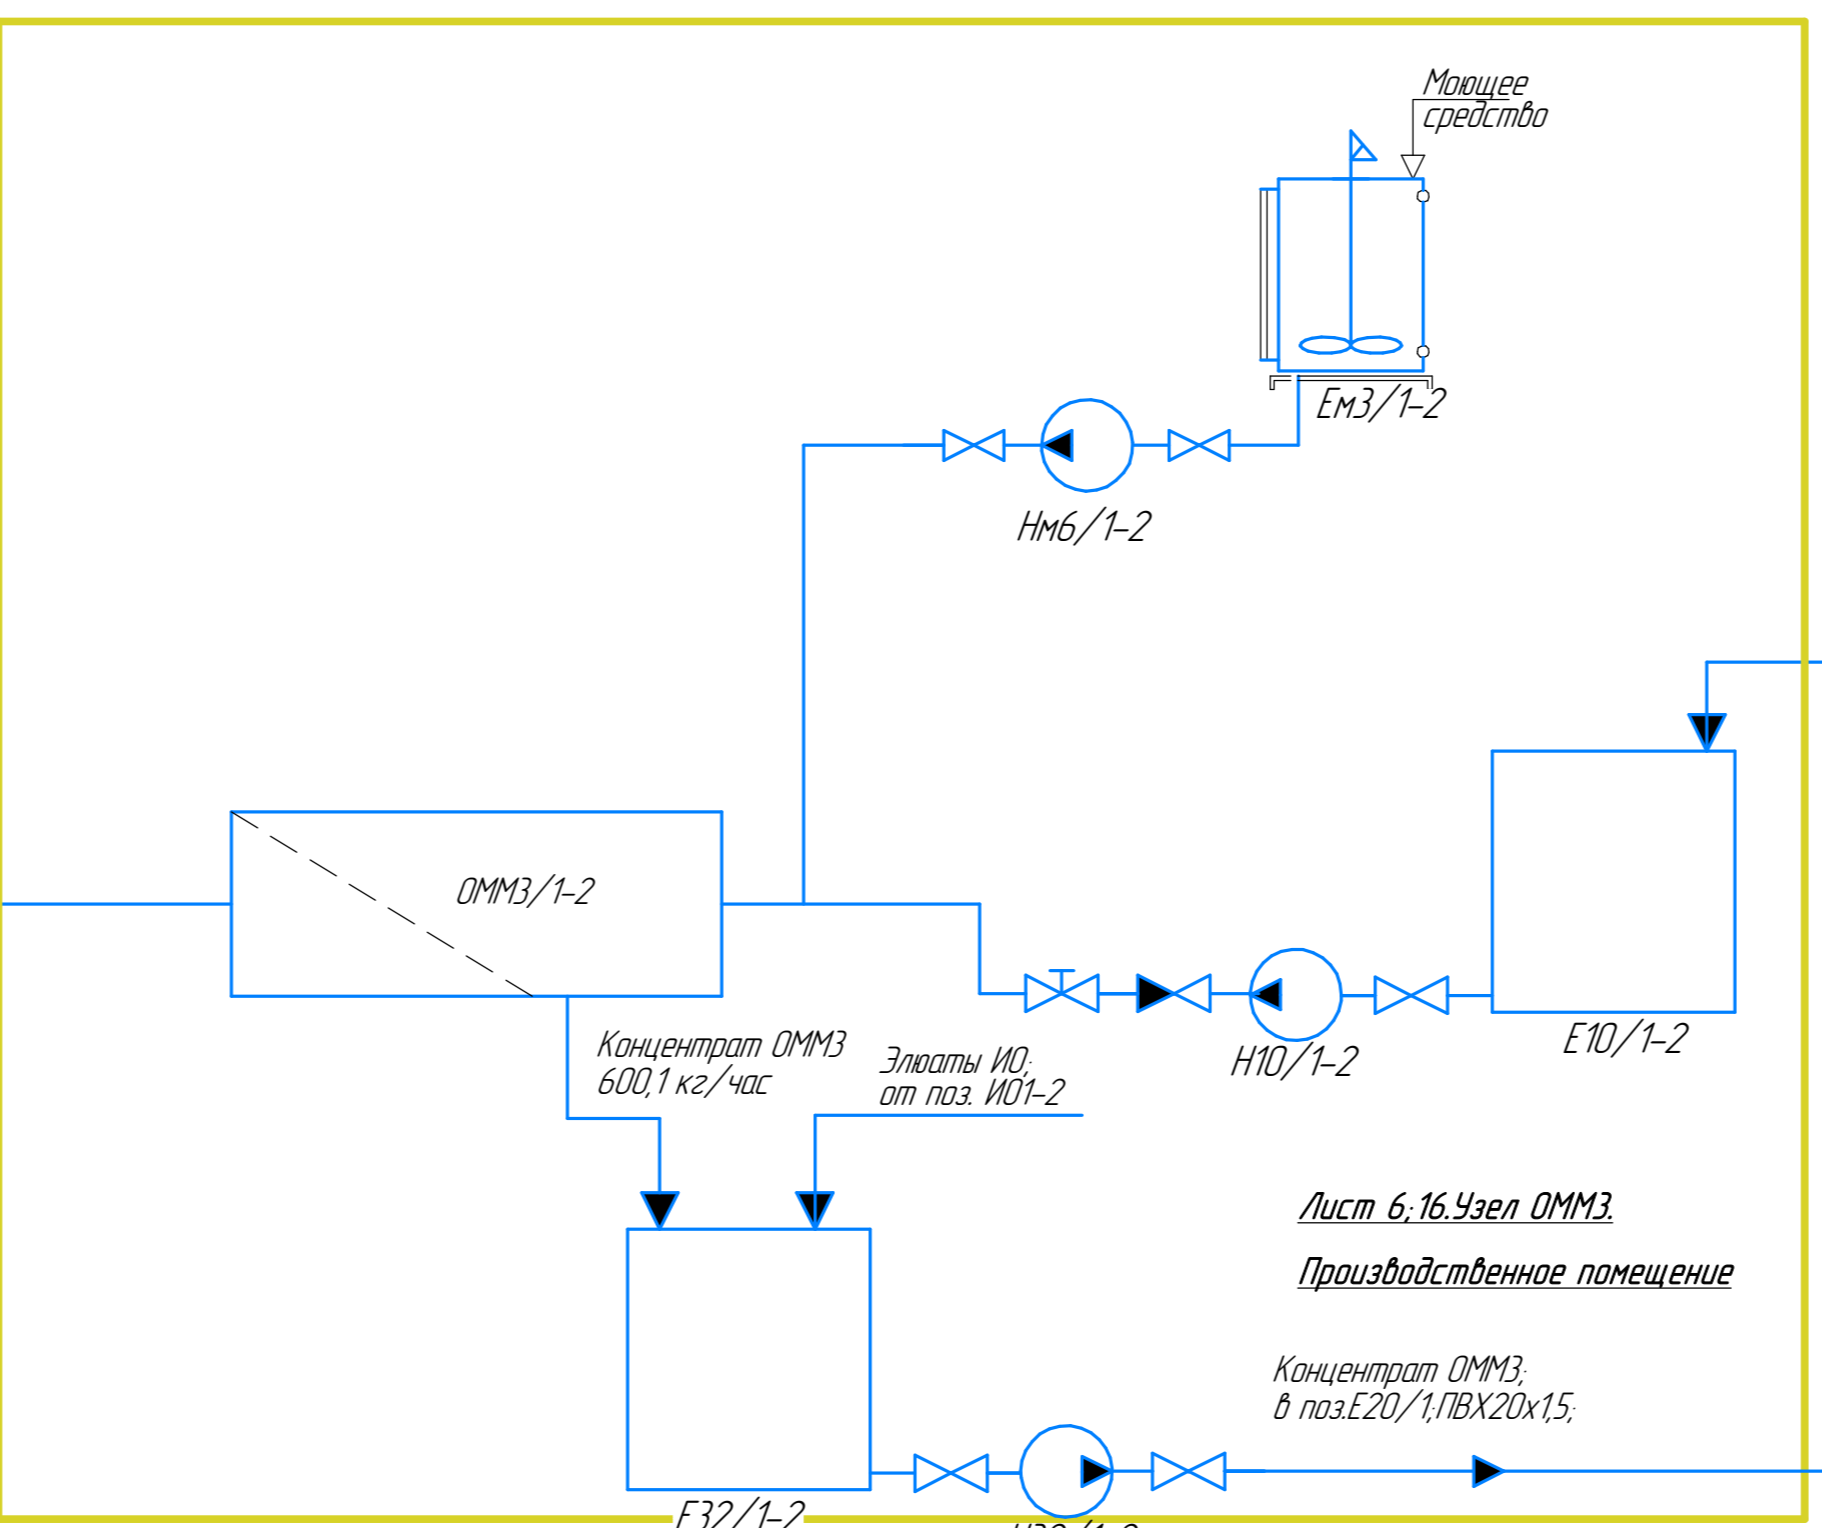 Моющее
средство
Ем3/1-2
Нм6/1-2
ОММ3/1-2
Е10/1-2
Н10/1-2
Концентрат ОММ3
600,1 кг/час
Элюаты ИО;
от поз. ИО1-2
Лист 6;16.Узел ОММ3.
Производственное помещение
Концентрат ОММ3;
в поз.Е20/1;ПВХ20х1,5;
Е32/1-2